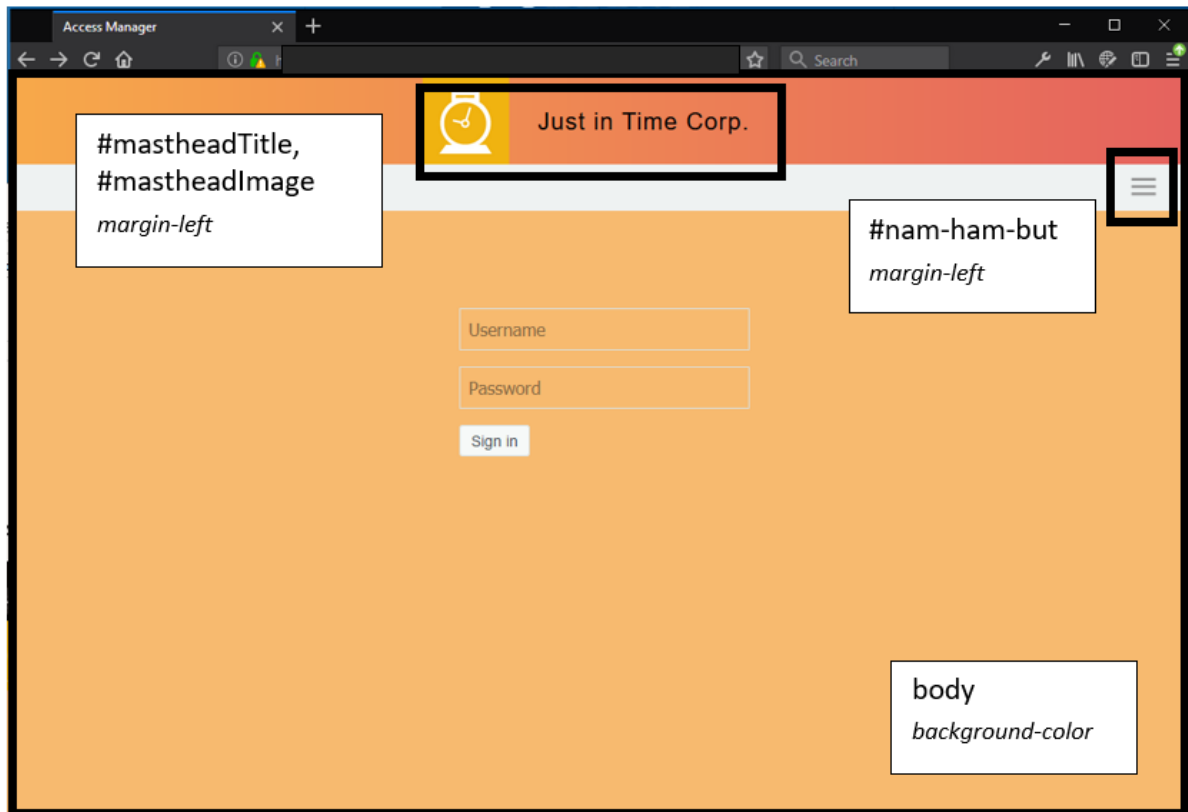 Access Manager
Search
Just in Time Corp.
#mastheadTitle,
#mastheadImage
margin-left
#nam-ham-but
margin-left
Username
Password
Sign in
body
background-color